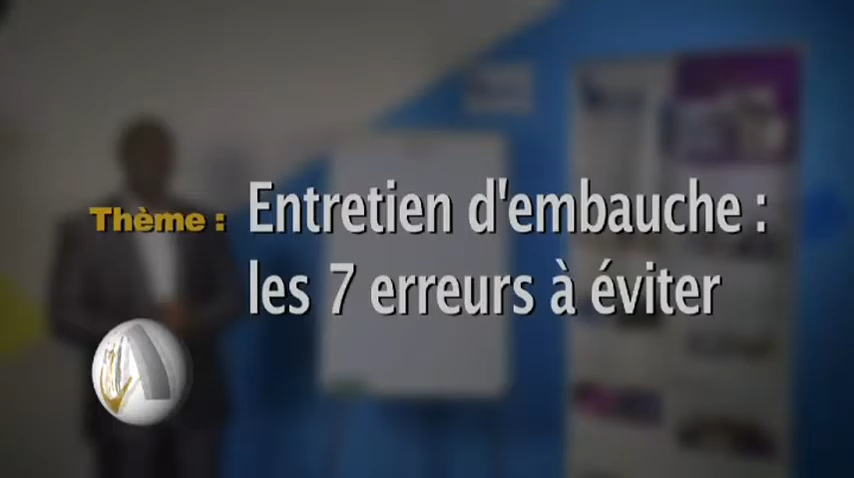 Thème : Entretien d'embauche :
les 7 erreurs à éviter